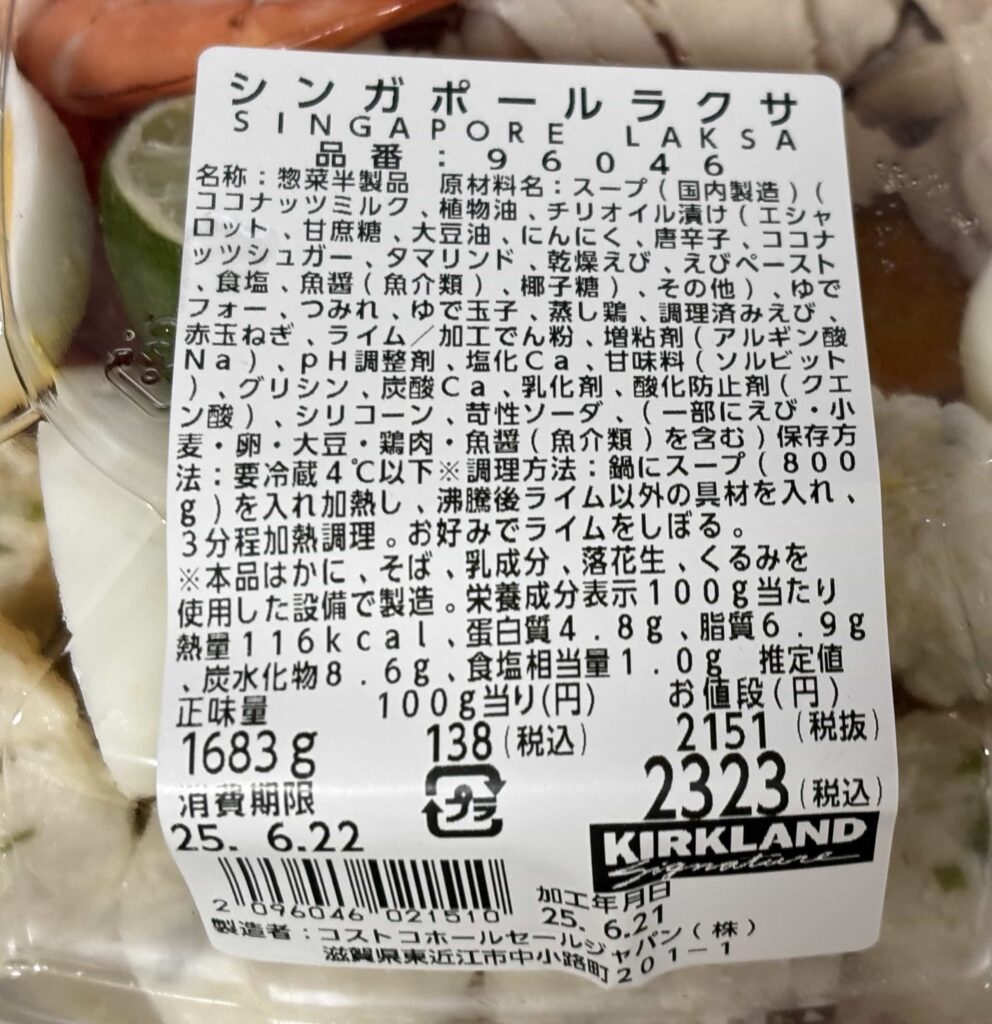 シンガポールラクサ
SINGAPORE LAKSA
品番：96046
名称：惣菜半製品　原材料名：スープ（国内製造）（
ココナッツミルク、植物油、チリオイル漬け（エシャ
ロット、甘蔗糖、大豆油、にんにく、唐辛子、ココナ
ッツシュガー、タマリンド、乾燥えび、えびペースト
、食塩、魚醤（魚介類）、椰子糖）、その他）、ゆで
フォー、つみれ、ゆで玉子、蒸し鶏、調理済みえび、
赤玉ねぎ、ライム／加工でん粉、増粘剤（アルギン酸
Na）、pH調整剤、塩化Ca、甘味料（ソルビット
）、グリシン、炭酸Ca、乳化剤、酸化防止剤（クエ
ン酸）、シリコーン、苛性ソーダ、（一部にえび・小
麦・卵・大豆・鶏肉・魚醤（魚介類）を含む）保存方
法：要冷蔵4℃以下※調理方法：鍋にスープ（800
g）を入れ加熱し、沸騰後ライム以外の具材を入れ、
3分程加熱調理。お好みでライムをしぼる。
※本品はかに、そば、乳成分、落花生、くるみを
使用した設備で製造。栄養成分表示100g当たり
熱量116kcal、蛋白質4.8g、脂質6.9g
、炭水化物8.6g、食塩相当量1.0g　推定値
正味量　100g当り(円)　お値段(円)
1683g　138(税込)　2151 (税抜)
消費期限　プラ　2323(税込)
25. 6.22
KIRKLAND
Signature
2 096046 021510
加工年月日
25. 6.21
製造者：コストコホールセールジャパン（株）
滋賀県東近江市中小路町201-1